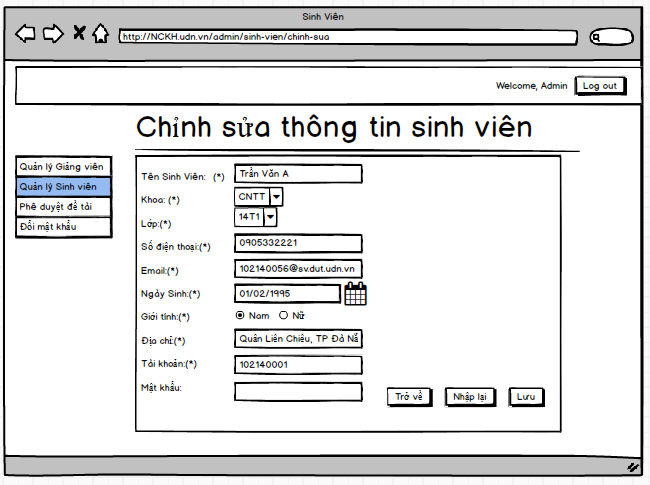 Sinh Viên
http://NCKH.udn.vn/admin/sinh-vien/chinh-sua
Welcome, Admin Log out
Chỉnh sửa thông tin sinh viên
Quản lý Giảng viên
Quản lý Sinh viên
Phê duyệt đề tài
Đổi mật khẩu
Tên Sinh Viên: (*) Trần Văn A
Khoa: (*) CNTT
Lớp:(*) 14T1
Số điện thoại:(*) 0905332221
Email:(*) 102140056@sv.dut.udn.vn
Ngày Sinh:(*) 01/02/1995
Giới tính:(*) Nam Nữ
Địa chỉ:(*) Quận Liên Chiểu, TP Đà Nẵ
Tài khoản:(*) 102140001
Mật khẩu:
Trở về Nhập lại Lưu